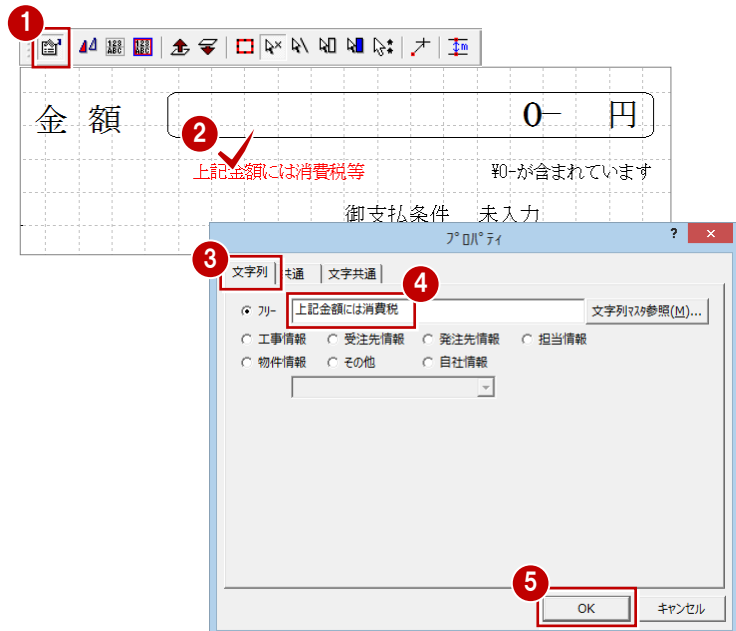 1
金 額 0− 円
2
上記金額には消費税等 ¥0-が含まれています
御支払条件 未入力
ﾌﾟﾛﾊﾟﾃｨ ? ×
3
文字列 共通 文字共通
4
ﾌﾘｰ 上記金額には消費税 文字列ﾏｽﾀ参照(M)...
工事情報 受注先情報 発注先情報 担当情報
物件情報 その他 自社情報
5
OK キャンセル